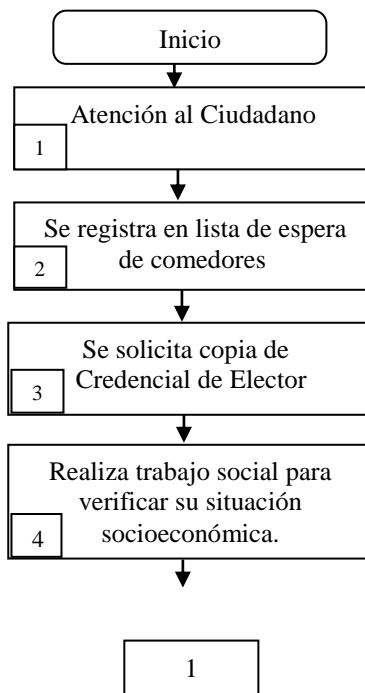 Inicio
Atención al Ciudadano
1
Se registra en lista de espera
de comedores
2
Se solicita copia de
Credencial de Elector
3
Realiza trabajo social para
verificar su situación
socioeconómica.
4
1